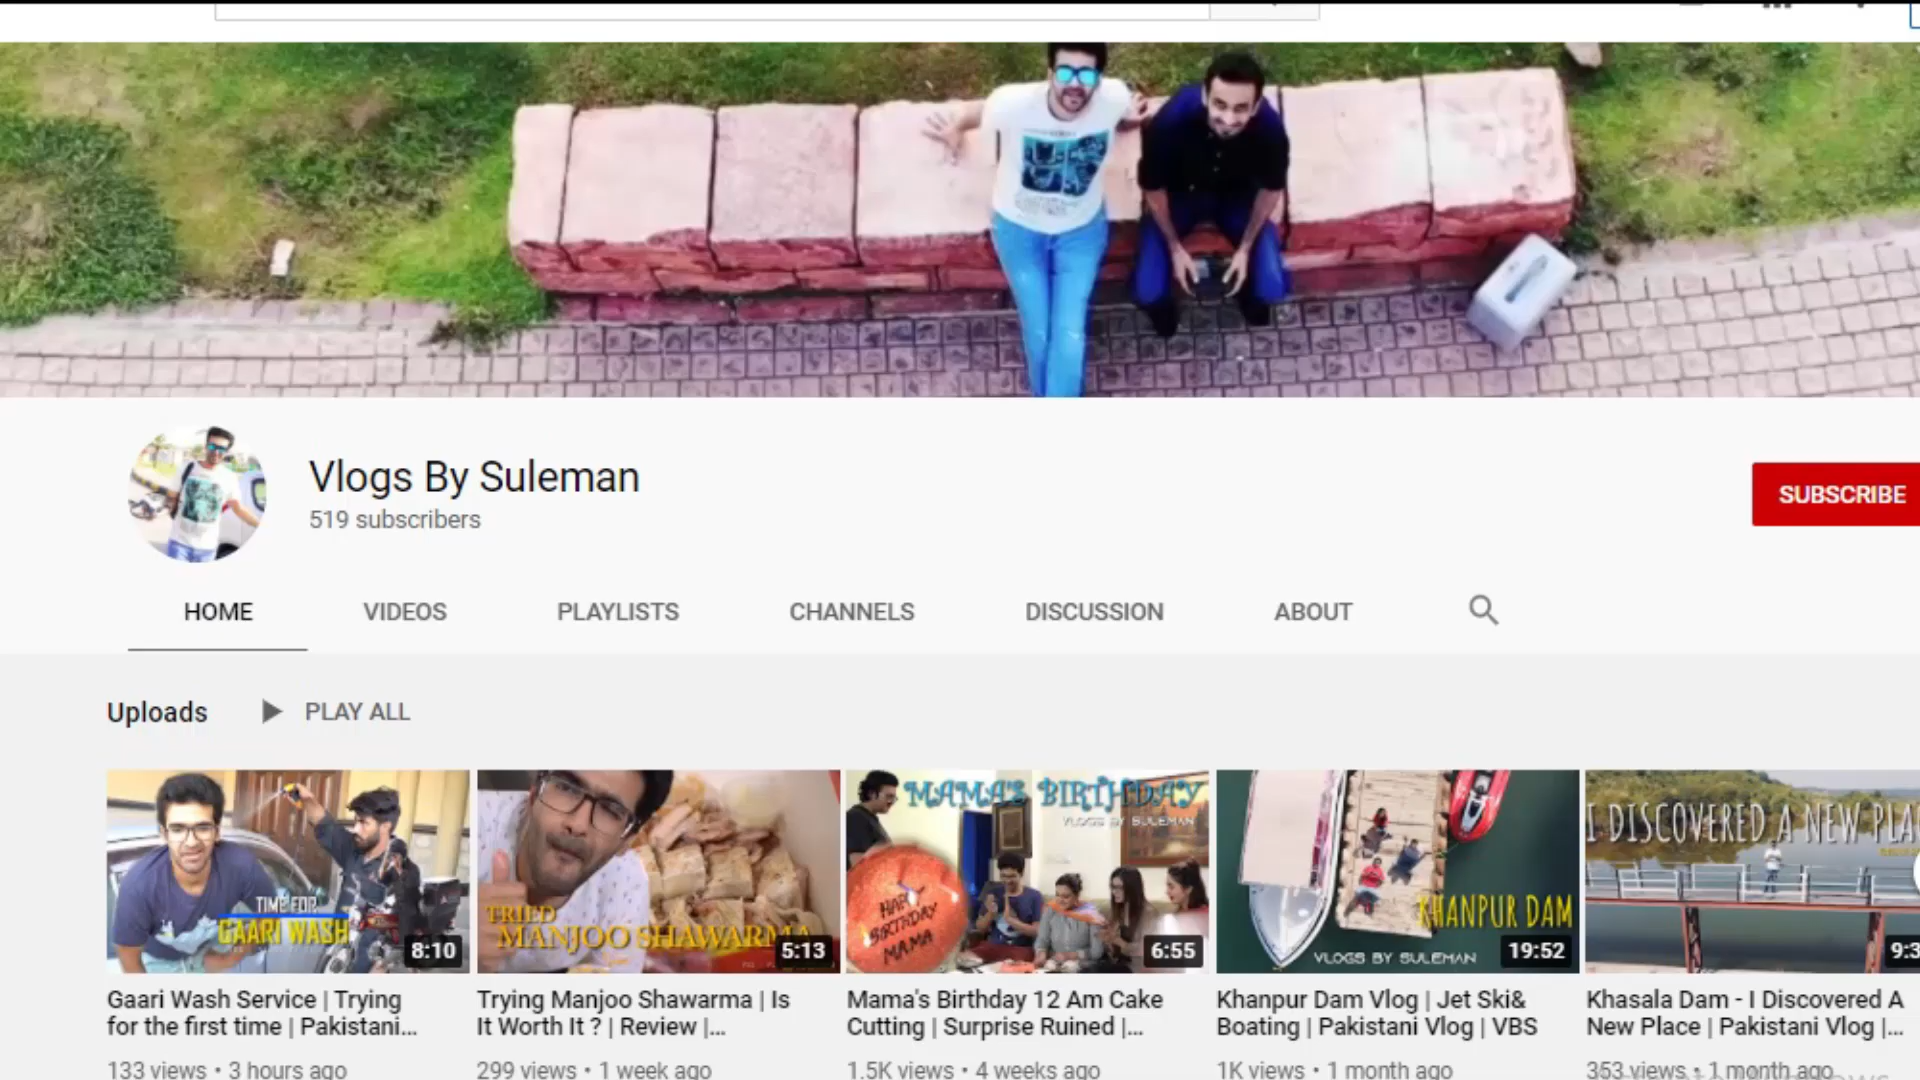 Vlogs By Suleman
519 subscribers
SUBSCRIBE
HOME
VIDEOS
PLAYLISTS
CHANNELS
DISCUSSION
ABOUT
Uploads
PLAY ALL
TIME FOR
GAARI WASH
8:10
TRIED
MANJOO SHAWARMA
5:13
MAMA'S BIRTHDAY
VLOGS BY SULEMAN
BIRTHDAY
MAMA
6:55
KHANPUR DAM
VLOGS BY SULEMAN
19:52
I DISCOVERED A NEW PLA
9:3
Gaari Wash Service | Trying
for the first time | Pakistani...
133 views • 3 hours ago
Trying Manjoo Shawarma | Is
It Worth It ? | Review |...
299 views • 1 week ago
Mama's Birthday 12 Am Cake
Cutting | Surprise Ruined |...
1.5K views • 4 weeks ago
Khanpur Dam Vlog | Jet Ski&
Boating | Pakistani Vlog | VBS
1K views • 1 month ago
Khasala Dam - I Discovered A
New Place | Pakistani Vlog |...
353 views • 1 month ago